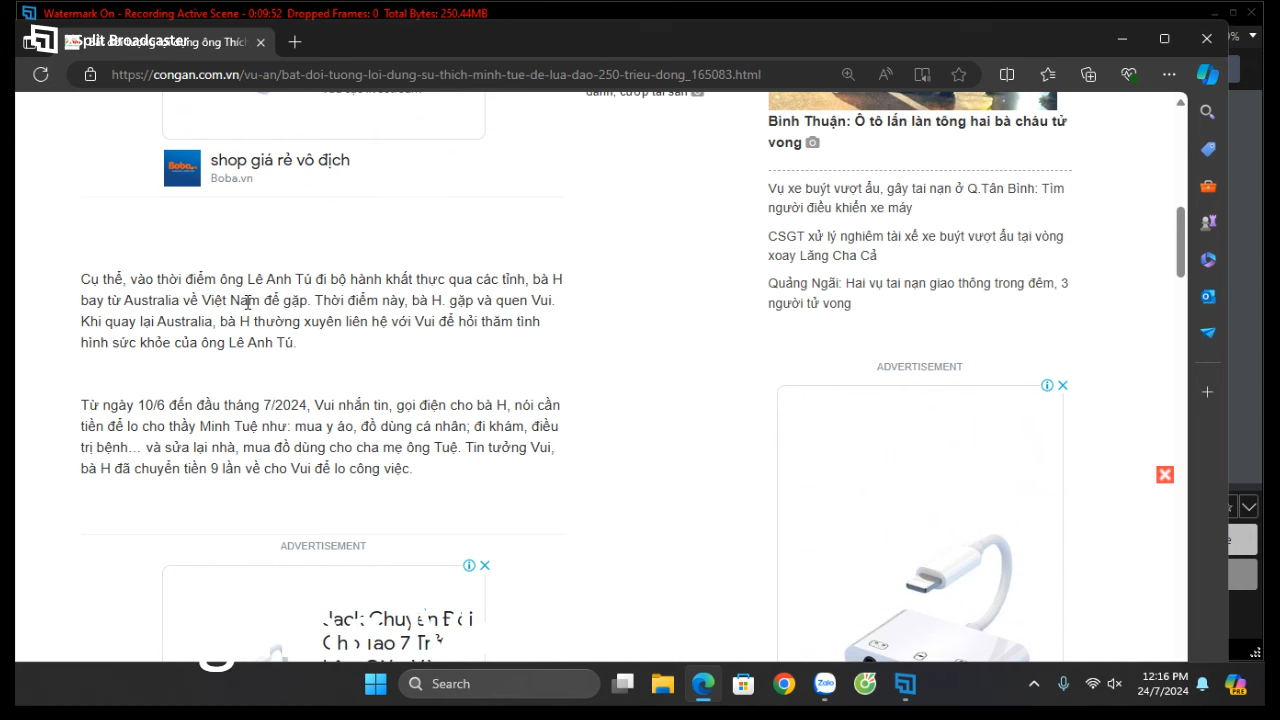 Watermark On - Recording Active Scene - 0:09:52 Dropped Frames: 0 Total Bytes: 250.44MB
Split Broadcaster
https://congan.com.vn/vu-an/bat-doi-tuong-loi-dung-su-thich-minh-tue-de-lua-dao-250-trieu-dong_165083.html
shop giá rẻ vô địch
Boba.vn
Cụ thể, vào thời điểm ông Lê Anh Tú đi bộ hành khất thực qua các tỉnh, bà H
bay từ Australia về Việt Nam để gặp. Thời điểm này, bà H. gặp và quen Vui.
Khi quay lại Australia, bà H thường xuyên liên hệ với Vui để hỏi thăm tình
hình sức khỏe của ông Lê Anh Tú.
Từ ngày 10/6 đến đầu tháng 7/2024, Vui nhắn tin, gọi điện cho bà H, nói cần
tiền để lo cho thầy Minh Tuệ như: mua y áo, đồ dùng cá nhân; đi khám, điều
trị bệnh... và sửa lại nhà, mua đồ dùng cho cha mẹ ông Tuệ. Tin tưởng Vui,
bà H đã chuyển tiền 9 lần về cho Vui để lo công việc.
ADVERTISEMENT
Jack Chuyển Đổi
đánh, cướp tài sản
Bình Thuận: Ô tô lấn làn tông hai bà cháu tử
vong
Vụ xe buýt vượt ẩu, gây tai nạn ở Q.Tân Bình: Tìm
người điều khiển xe máy
CSGT xử lý nghiêm tài xế xe buýt vượt ẩu tại vòng
xoay Lăng Cha Cả
Quảng Ngãi: Hai vụ tai nạn giao thông trong đêm, 3
người tử vong
ADVERTISEMENT
Search
12:16 PM
24/7/2024